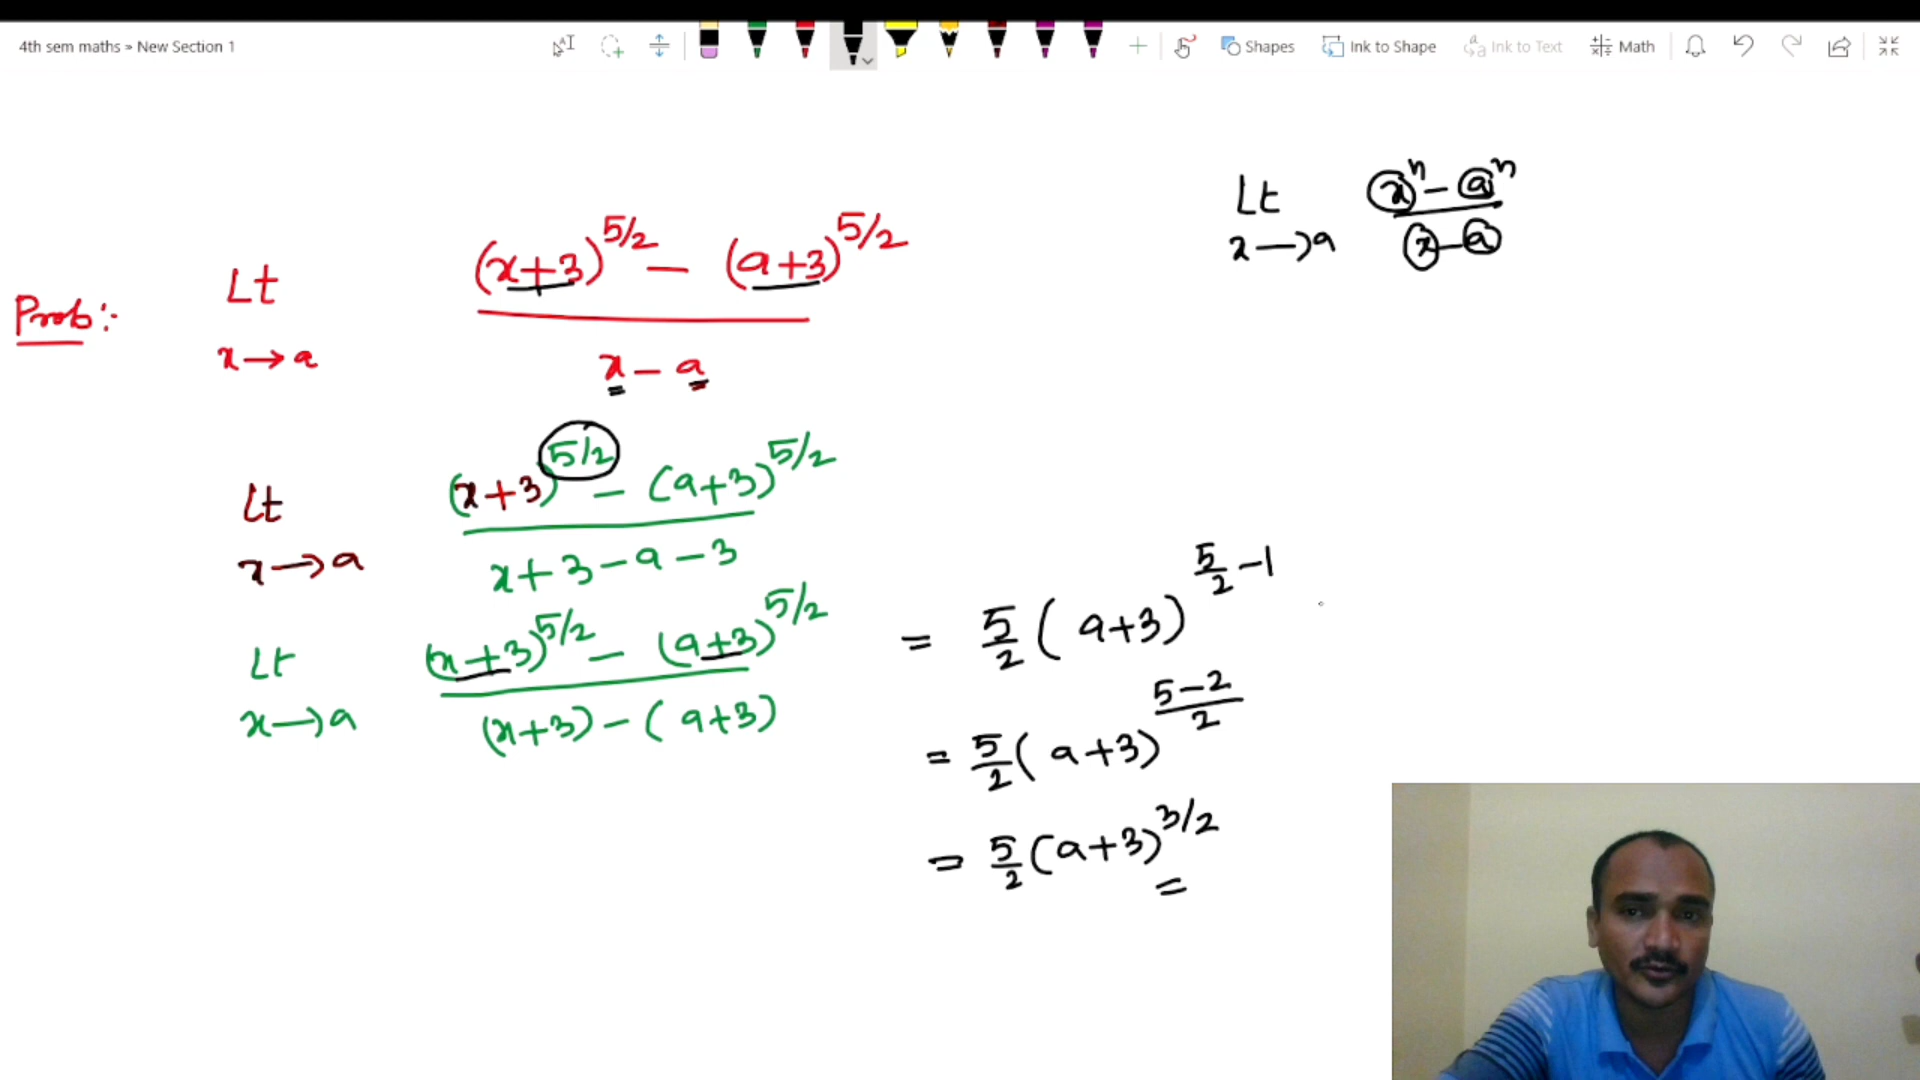 4th sem maths » New Section 1
Shapes Ink to Shape Ink to Text Math
Lt x→a (x^n - a^n)/(x - a)
Prob:- Lt x→a ((x+3)^5/2 - (a+3)^5/2)/(x - a)
Lt x→a ((x+3)^5/2 - (a+3)^5/2)/(x+3-a-3)
Lt x→a ((x+3)^5/2 - (a+3)^5/2)/((x+3)-(a+3))
= 5/2 (a+3)^(5/2 - 1)
= 5/2 (a+3)^((5-2)/2)
= 5/2 (a+3)^3/2